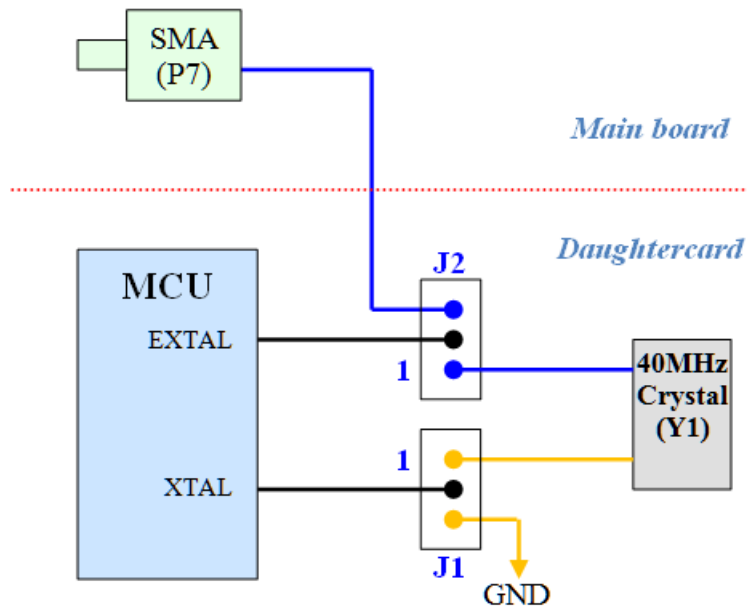 SMA
(P7)
Main board
Daughtercard
J2
MCU
EXTAL
1
40MHz
Crystal
(Y1)
1
XTAL
J1
GND